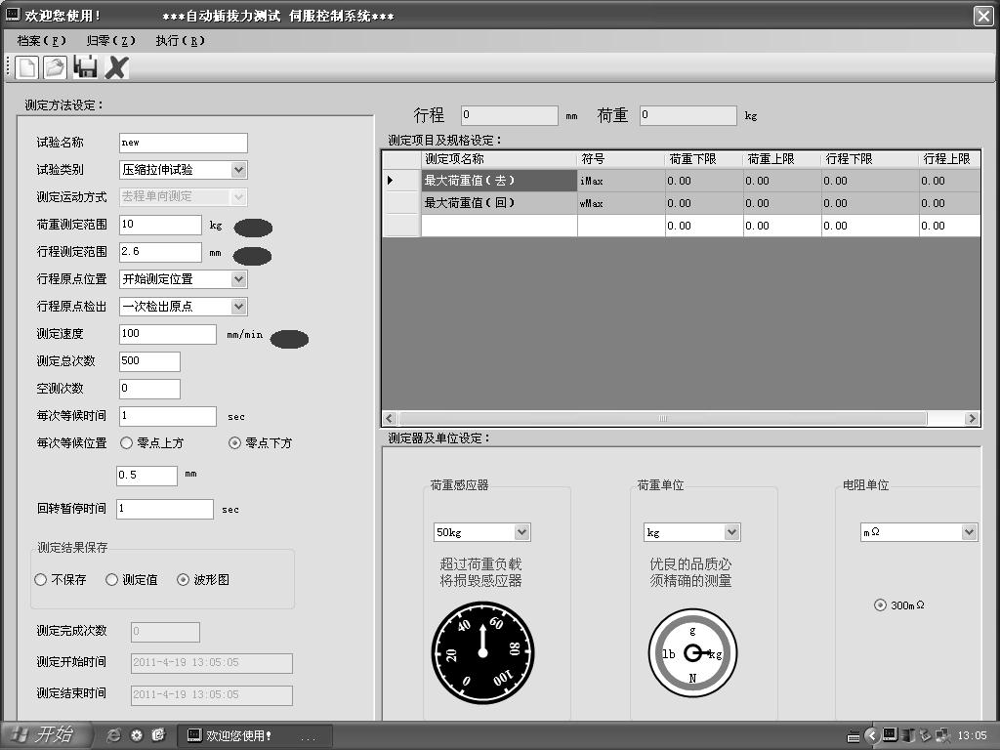 欢迎您使用! ***自动插拔力测试 伺服控制系统***
档案(F) 归零(Z) 执行(R)
测定方法设定:
试验名称 new
试验类别 压缩拉伸试验
测定运动方式 去程单向测定
荷重测定范围 10 kg
行程测定范围 2.6 mm
行程原点位置 开始测定位置
行程原点检出 一次检出原点
测定速度 100 mm/min
测定总次数 500
空测次数 0
每次等候时间 1 sec
每次等候位置 零点上方 零点下方
0.5 mm
回转暂停时间 1 sec
测定结果保存
不保存 测定值 波形图
测定完成次数 0
测定开始时间 2011-4-19 13:05:05
测定结束时间 2011-4-19 13:05:05
行程 0 mm 荷重 0 kg
测定项目及规格设定:
测定项名称 符号 荷重下限 荷重上限 行程下限 行程上限
最大荷重值(去) iMax 0.00 0.00 0.00 0.00
最大荷重值(回) wMax 0.00 0.00 0.00 0.00
0.00 0.00 0.00 0.00
测定器及单位设定:
荷重感应器
50kg
超过荷重负载
将损毁感应器
0 20 40 60 80 100
荷重单位
kg
优良的品质必
须精确的测量
g
lb kg
N
电阻单位
mΩ
300mΩ
开始 欢迎您使用! ... 13:05